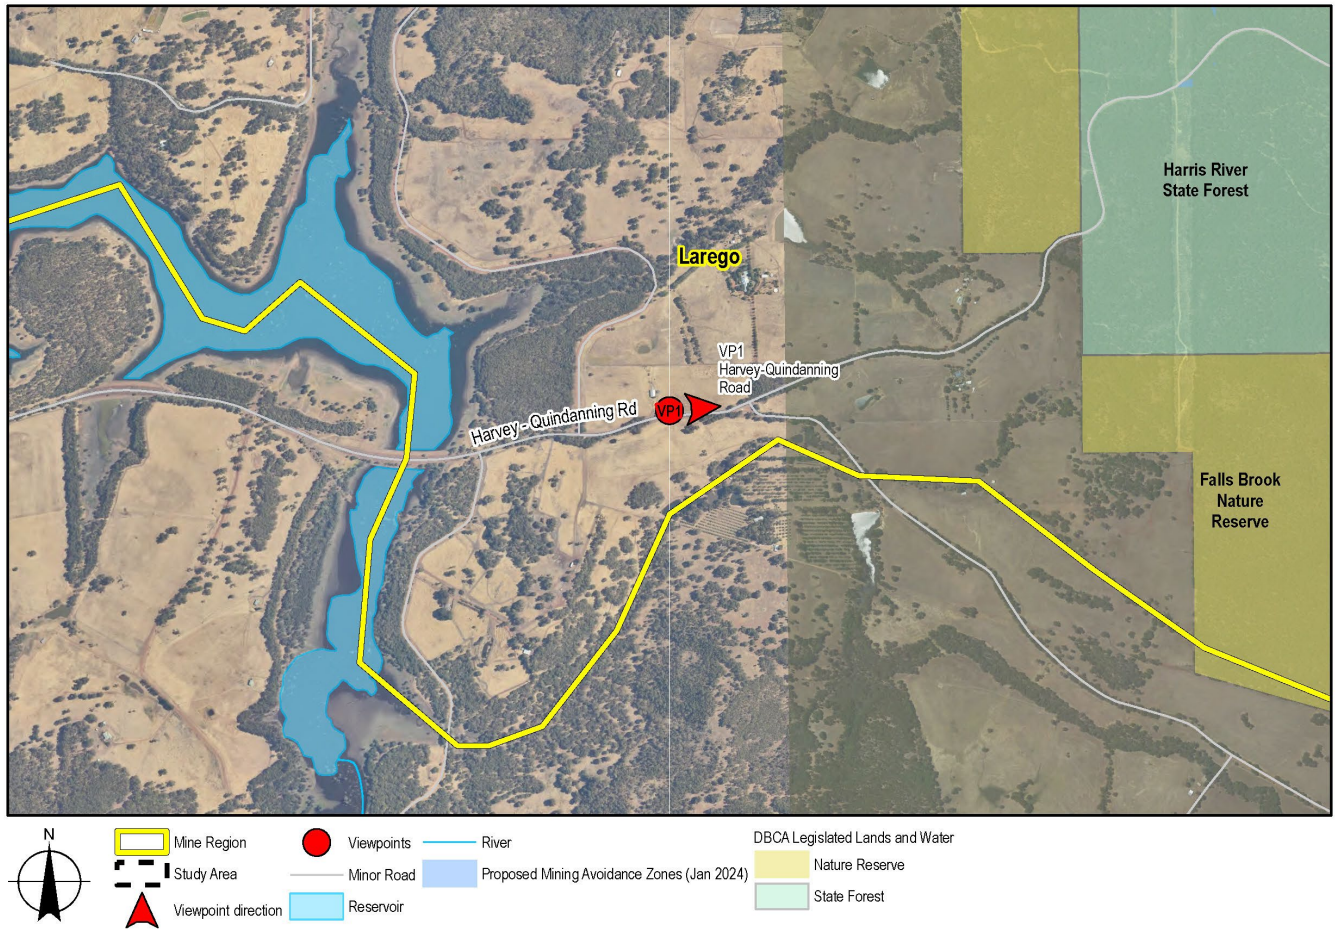 Harris River
State Forest
Larego
VP1
Harvey-Quindanning
Road
VP1
Harvey - Quindanning Rd
Falls Brook
Nature
Reserve
N
Mine Region
Study Area
Viewpoint direction
Viewpoints
Minor Road
Reservoir
River
Proposed Mining Avoidance Zones (Jan 2024)
DBCA Legislated Lands and Water
Nature Reserve
State Forest